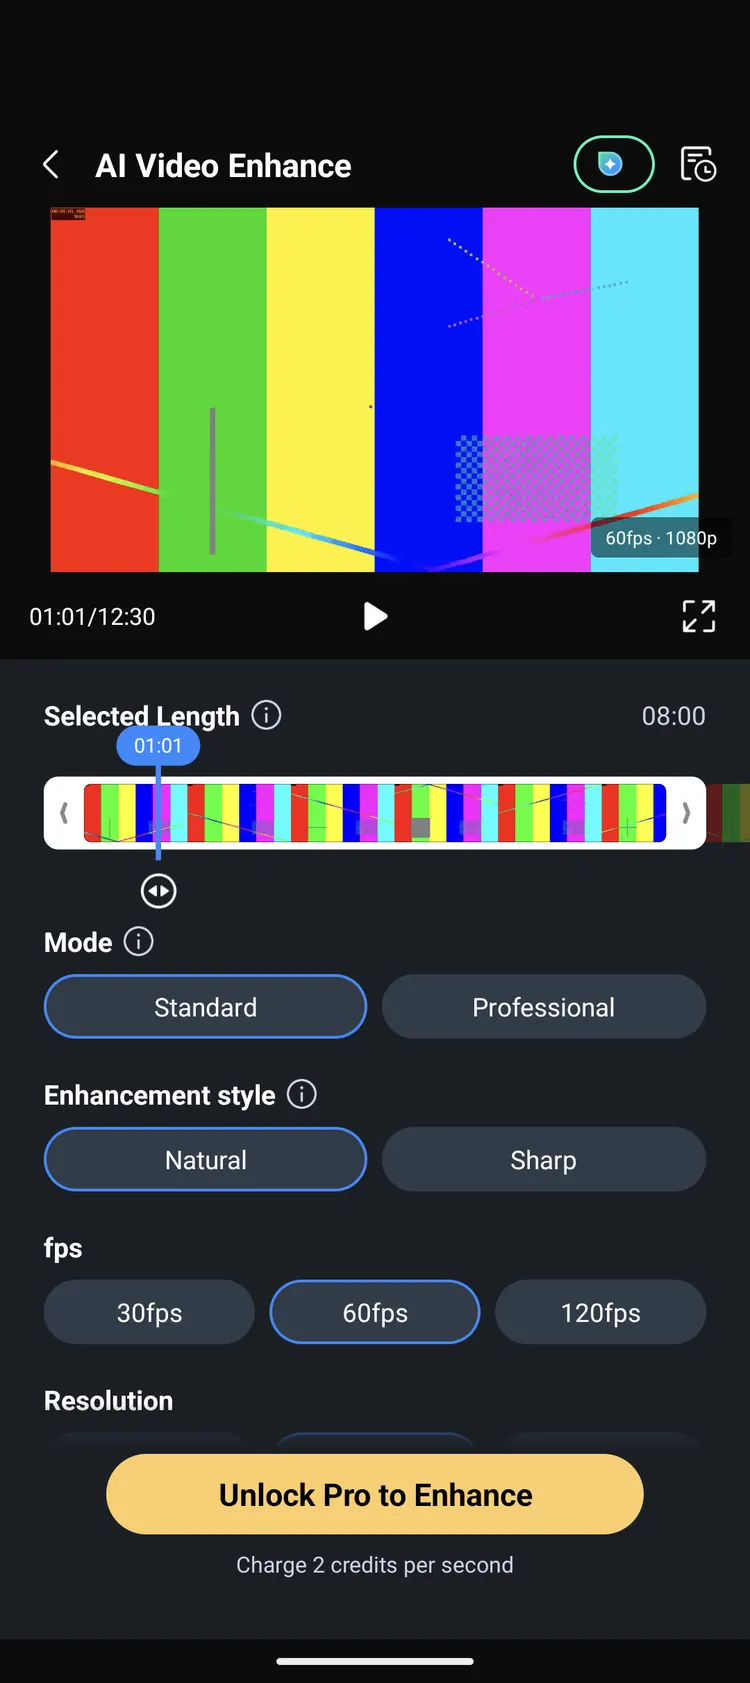 AI Video Enhance
60fps · 1080p
01:01/12:30
Selected Length
08:00
01:01
Mode
Standard
Professional
Enhancement style
Natural
Sharp
fps
30fps
60fps
120fps
Resolution
Unlock Pro to Enhance
Charge 2 credits per second